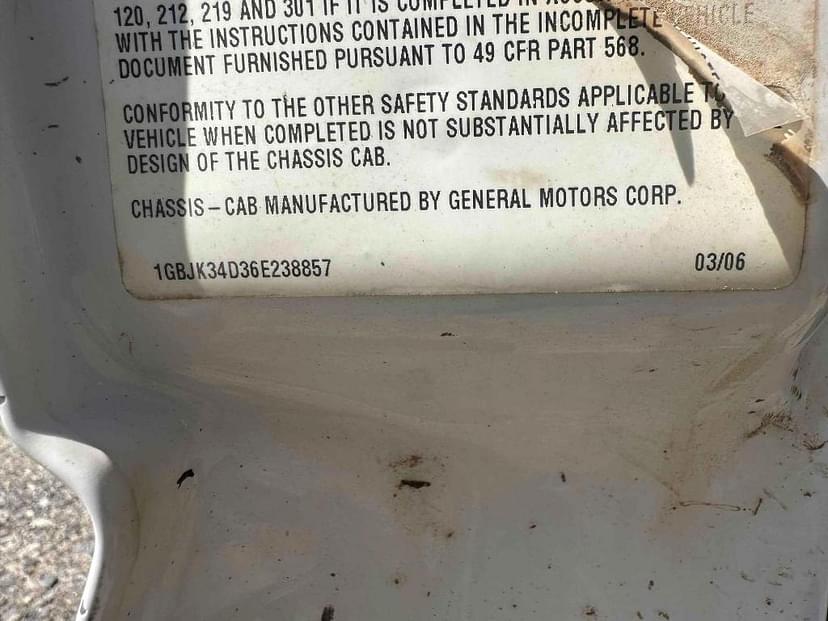 120, 212, 219 AND 301 IF IT IS COMPLETED IN
WITH THE INSTRUCTIONS CONTAINED IN THE INCOMPLETE VEHICLE
DOCUMENT FURNISHED PURSUANT TO 49 CFR PART 568.
CONFORMITY TO THE OTHER SAFETY STANDARDS APPLICABLE TO
VEHICLE WHEN COMPLETED IS NOT SUBSTANTIALLY AFFECTED BY
DESIGN OF THE CHASSIS CAB.
CHASSIS–CAB MANUFACTURED BY GENERAL MOTORS CORP.
1GBJK34D36E238857 03/06